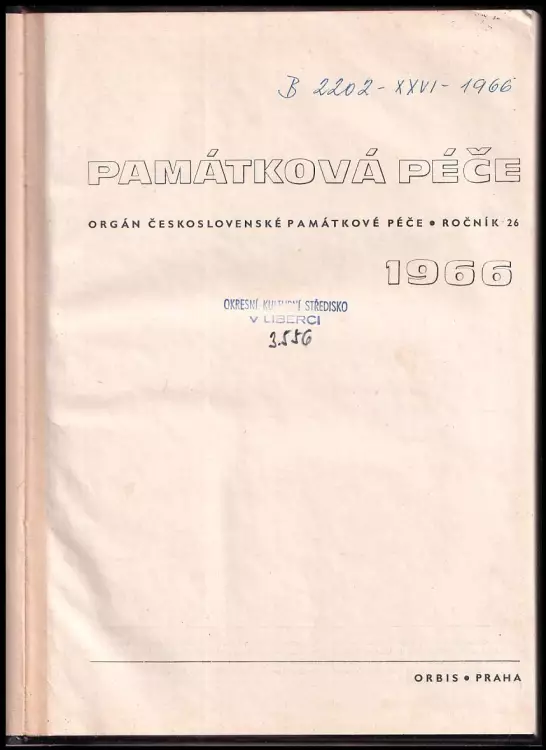 B 2202-XXVI-1966
PAMÁTKOVÁ PÉČE
ORGÁN ČESKOSLOVENSKÉ PAMÁTKOVÉ PÉČE • ROČNÍK 26
1966
OKRESNÍ KULTURNÍ STŘEDISKO
V LIBERCI
3.556
ORBIS • PRAHA